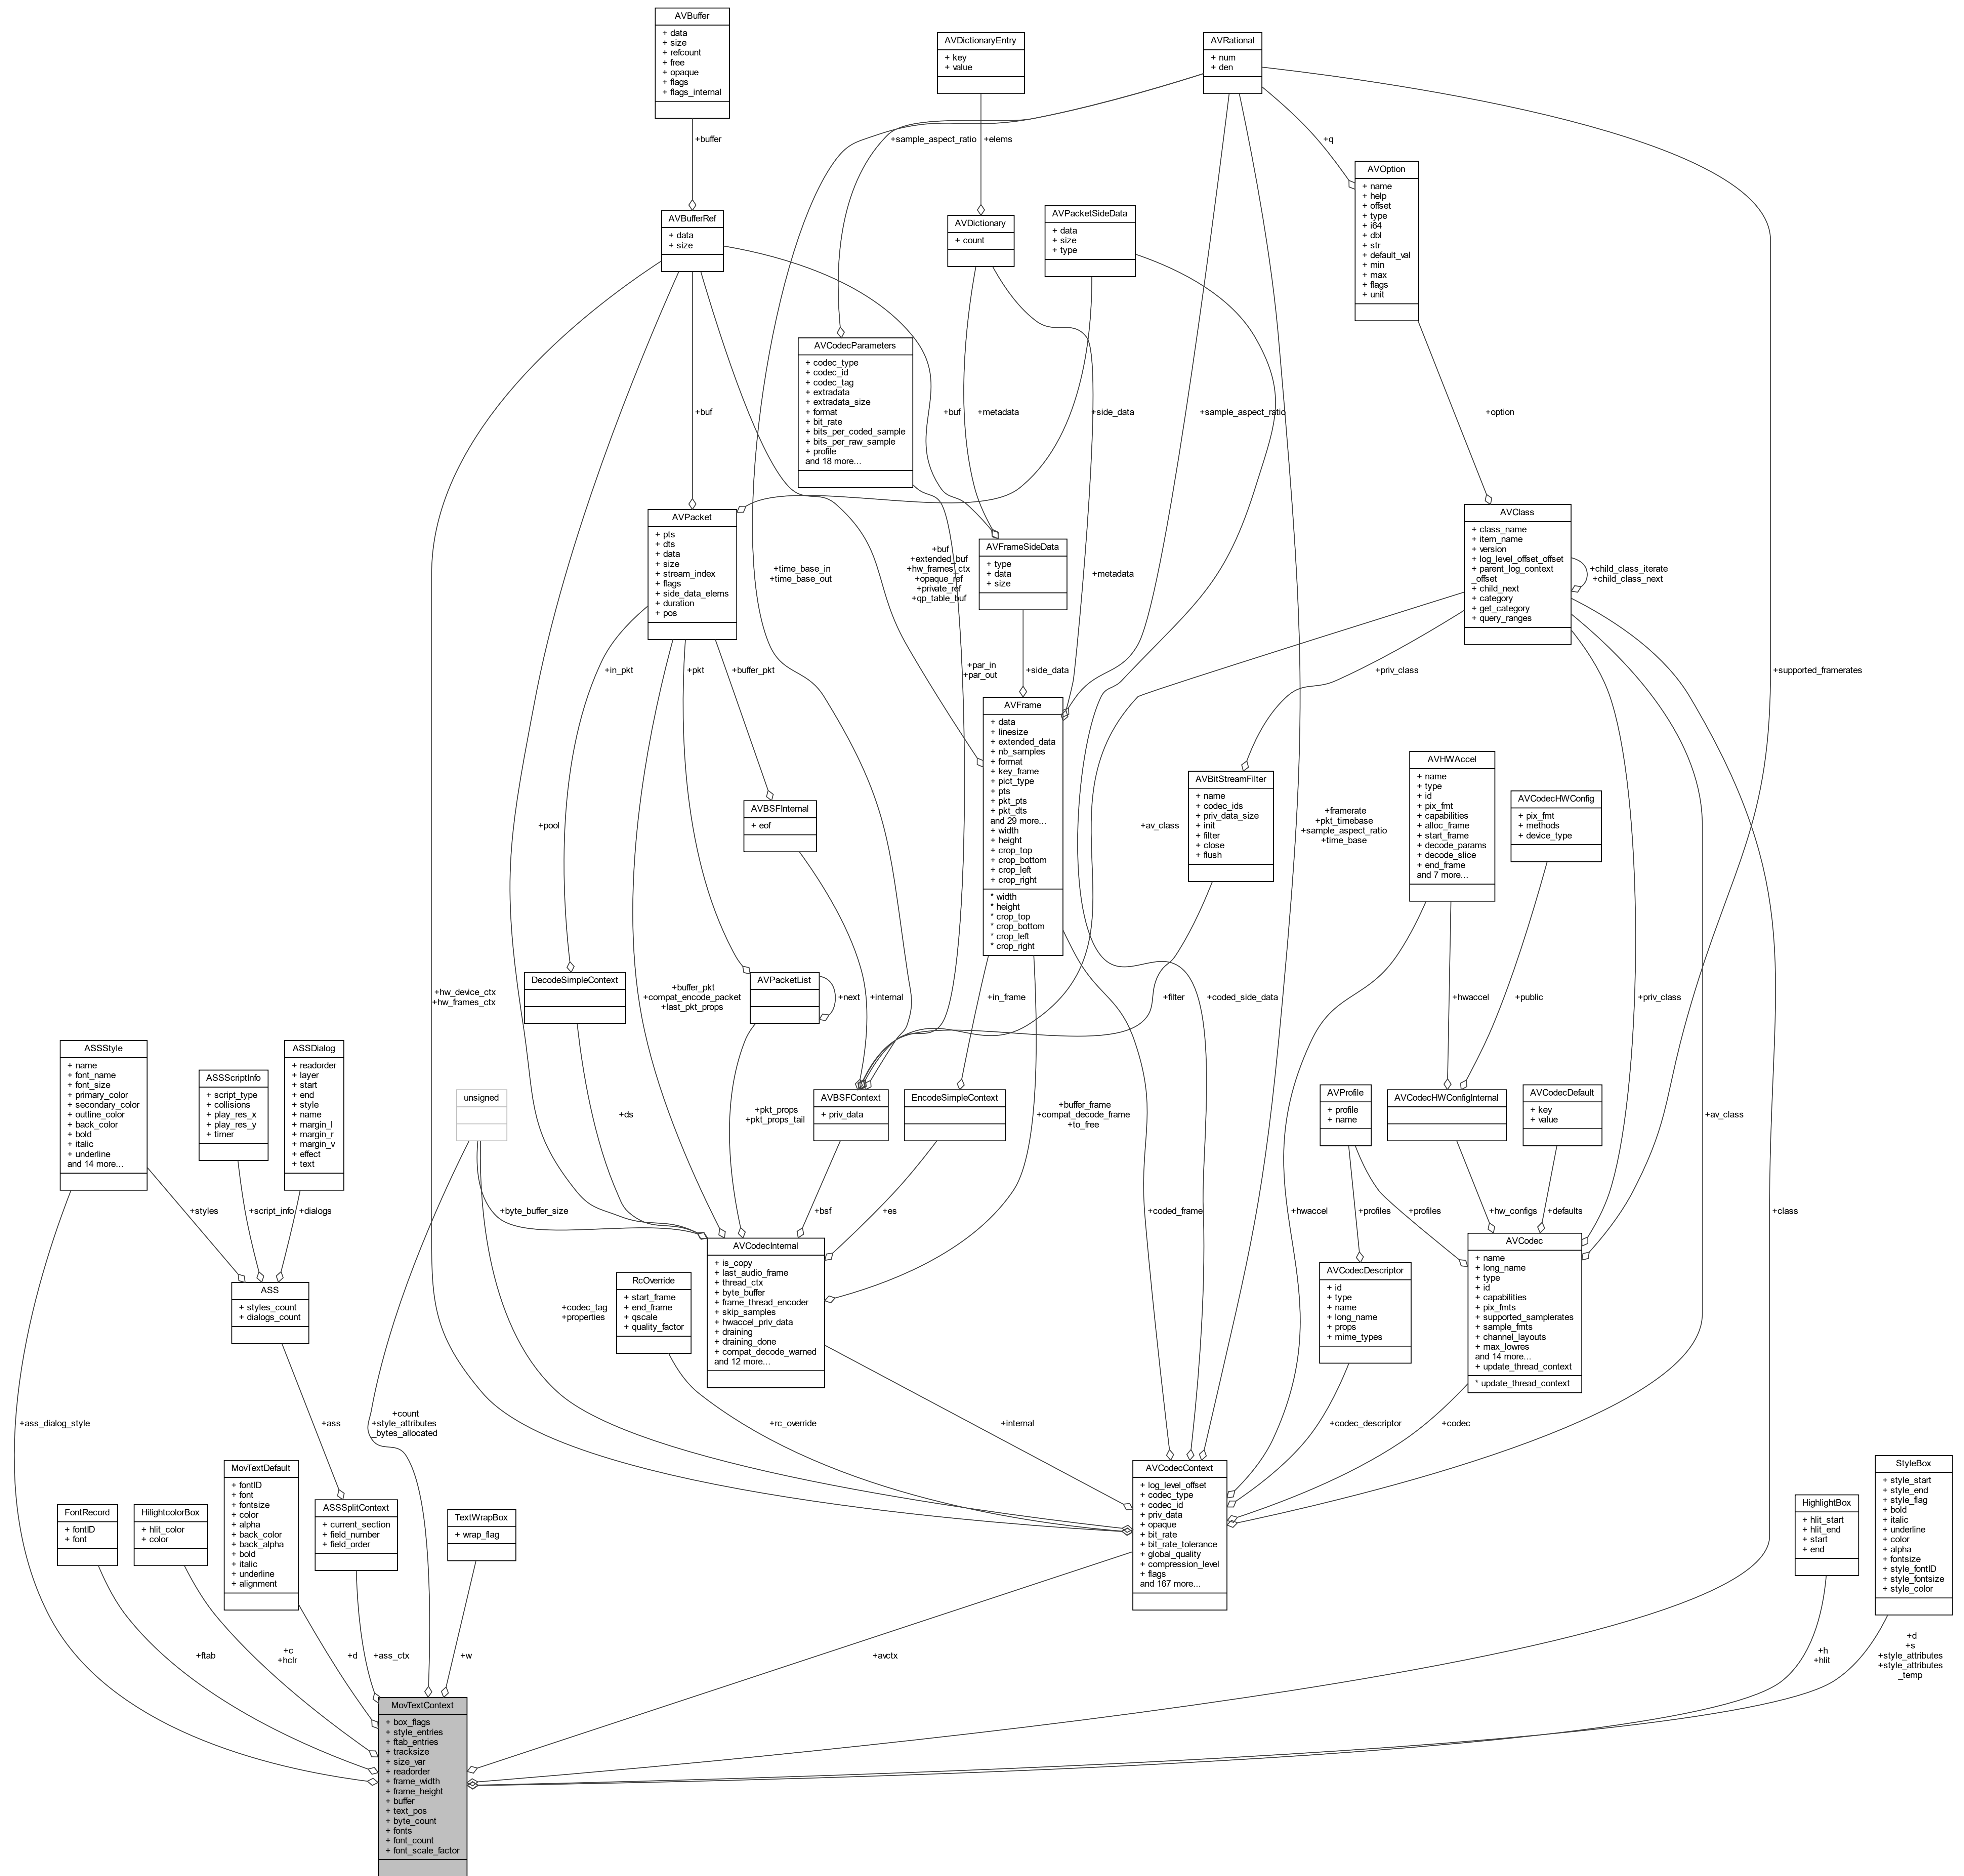 AVBuffer
+ data
+ size
+ refcount
+ free
+ opaque
+ flags
+ flags_internal
AVDictionaryEntry
+ key
+ value
AVRational
+ num
+ den
+buffer
+sample_aspect_ratio
+elems
+q
AVOption
+ name
+ help
+ offset
+ type
+ i64
+ dbl
+ str
+ default_val
+ min
+ max
+ flags
+ unit
AVBufferRef
+ data
+ size
AVDictionary
+ count
AVPacketSideData
+ data
+ size
+ type
AVCodecParameters
+ codec_type
+ codec_id
+ codec_tag
+ extradata
+ extradata_size
+ format
+ bit_rate
+ bits_per_coded_sample
+ bits_per_raw_sample
+ profile
and 18 more...
+buf
+buf
+metadata
+side_data
+sample_aspect_ratio
+option
AVPacket
+ pts
+ dts
+ data
+ size
+ stream_index
+ flags
+ side_data_elems
+ duration
+ pos
+time_base_in
+time_base_out
+buf
+extended_buf
+hw_frames_ctx
+opaque_ref
+private_ref
+qp_table_buf
AVFrameSideData
+ type
+ data
+ size
+metadata
AVClass
+ class_name
+ item_name
+ version
+ log_level_offset_offset
+ parent_log_context
_offset
+ child_next
+ category
+ get_category
+ query_ranges
+child_class_iterate
+child_class_next
+in_pkt
+pkt
+buffer_pkt
+par_in
+par_out
+side_data
+priv_class
+supported_framerates
AVFrame
+ data
+ linesize
+ extended_data
+ nb_samples
+ format
+ key_frame
+ pict_type
+ pts
+ pkt_pts
+ pkt_dts
and 29 more...
+ width
+ height
+ crop_top
+ crop_bottom
+ crop_left
+ crop_right
* width
* height
* crop_top
* crop_bottom
* crop_left
* crop_right
+pool
AVBSFInternal
+ eof
+av_class
AVBitStreamFilter
+ name
+ codec_ids
+ priv_data_size
+ init
+ filter
+ close
+ flush
+framerate
+pkt_timebase
+sample_aspect_ratio
+time_base
AVHWAccel
+ name
+ type
+ id
+ pix_fmt
+ capabilities
+ alloc_frame
+ start_frame
+ decode_params
+ decode_slice
+ end_frame
and 7 more...
AVCodecHWConfig
+ pix_fmt
+ methods
+ device_type
+hw_device_ctx
+hw_frames_ctx
DecodeSimpleContext
+buffer_pkt
+compat_encode_packet
+last_pkt_props
AVPacketList
+next
+internal
+in_frame
+filter
+coded_side_data
+hwaccel
+public
+priv_class
ASSStyle
+ name
+ font_name
+ font_size
+ primary_color
+ secondary_color
+ outline_color
+ back_color
+ bold
+ italic
+ underline
and 14 more...
ASSScriptInfo
+ script_type
+ collisions
+ play_res_x
+ play_res_y
+ timer
ASSDialog
+ readorder
+ layer
+ start
+ end
+ style
+ name
+ margin_l
+ margin_r
+ margin_v
+ effect
+ text
unsigned
+ds
+pkt_props
+pkt_props_tail
AVBSFContext
+ priv_data
EncodeSimpleContext
+buffer_frame
+compat_decode_frame
+to_free
AVProfile
+ profile
+ name
AVCodecHWConfigInternal
AVCodecDefault
+ key
+ value
+av_class
+styles
+script_info
+dialogs
+byte_buffer_size
+bsf
+es
+coded_frame
+hwaccel
+profiles
+profiles
+hw_configs
+defaults
+class
ASS
+ styles_count
+ dialogs_count
+codec_tag
+properties
RcOverride
+ start_frame
+ end_frame
+ qscale
+ quality_factor
AVCodecInternal
+ is_copy
+ last_audio_frame
+ thread_ctx
+ byte_buffer
+ frame_thread_encoder
+ skip_samples
+ hwaccel_priv_data
+ draining
+ draining_done
+ compat_decode_warned
and 12 more...
AVCodecDescriptor
+ id
+ type
+ name
+ long_name
+ props
+ mime_types
AVCodec
+ name
+ long_name
+ type
+ id
+ capabilities
+ pix_fmts
+ supported_samplerates
+ sample_fmts
+ channel_layouts
+ max_lowres
and 14 more...
+ update_thread_context
* update_thread_context
+ass_dialog_style
+ass
+count
+style_attributes
_bytes_allocated
+rc_override
+internal
+codec_descriptor
+codec
FontRecord
+ fontID
+ font
HilightcolorBox
+ hlit_color
+ color
MovTextDefault
+ fontID
+ font
+ fontsize
+ color
+ alpha
+ back_color
+ back_alpha
+ bold
+ italic
+ underline
+ alignment
ASSSplitContext
+ current_section
+ field_number
+ field_order
TextWrapBox
+ wrap_flag
AVCodecContext
+ log_level_offset
+ codec_type
+ codec_id
+ priv_data
+ opaque
+ bit_rate
+ bit_rate_tolerance
+ global_quality
+ compression_level
+ flags
and 167 more...
HighlightBox
+ hlit_start
+ hlit_end
+ start
+ end
StyleBox
+ style_start
+ style_end
+ style_flag
+ bold
+ italic
+ underline
+ color
+ alpha
+ fontsize
+ style_fontID
+ style_fontsize
+ style_color
+ftab
+c
+hclr
+d
+ass_ctx
+w
+avctx
+h
+hlit
+d
+s
+style_attributes
+style_attributes
_temp
MovTextContext
+ box_flags
+ style_entries
+ ftab_entries
+ tracksize
+ size_var
+ readorder
+ frame_width
+ frame_height
+ buffer
+ text_pos
+ byte_count
+ fonts
+ font_count
+ font_scale_factor